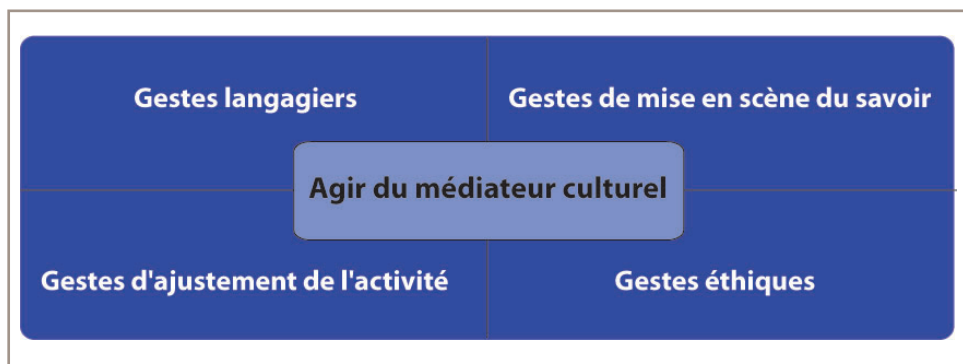 Gestes langagiers
Gestes de mise en scène du savoir
Agir du médiateur culturel
Gestes d'ajustement de l'activité
Gestes éthiques